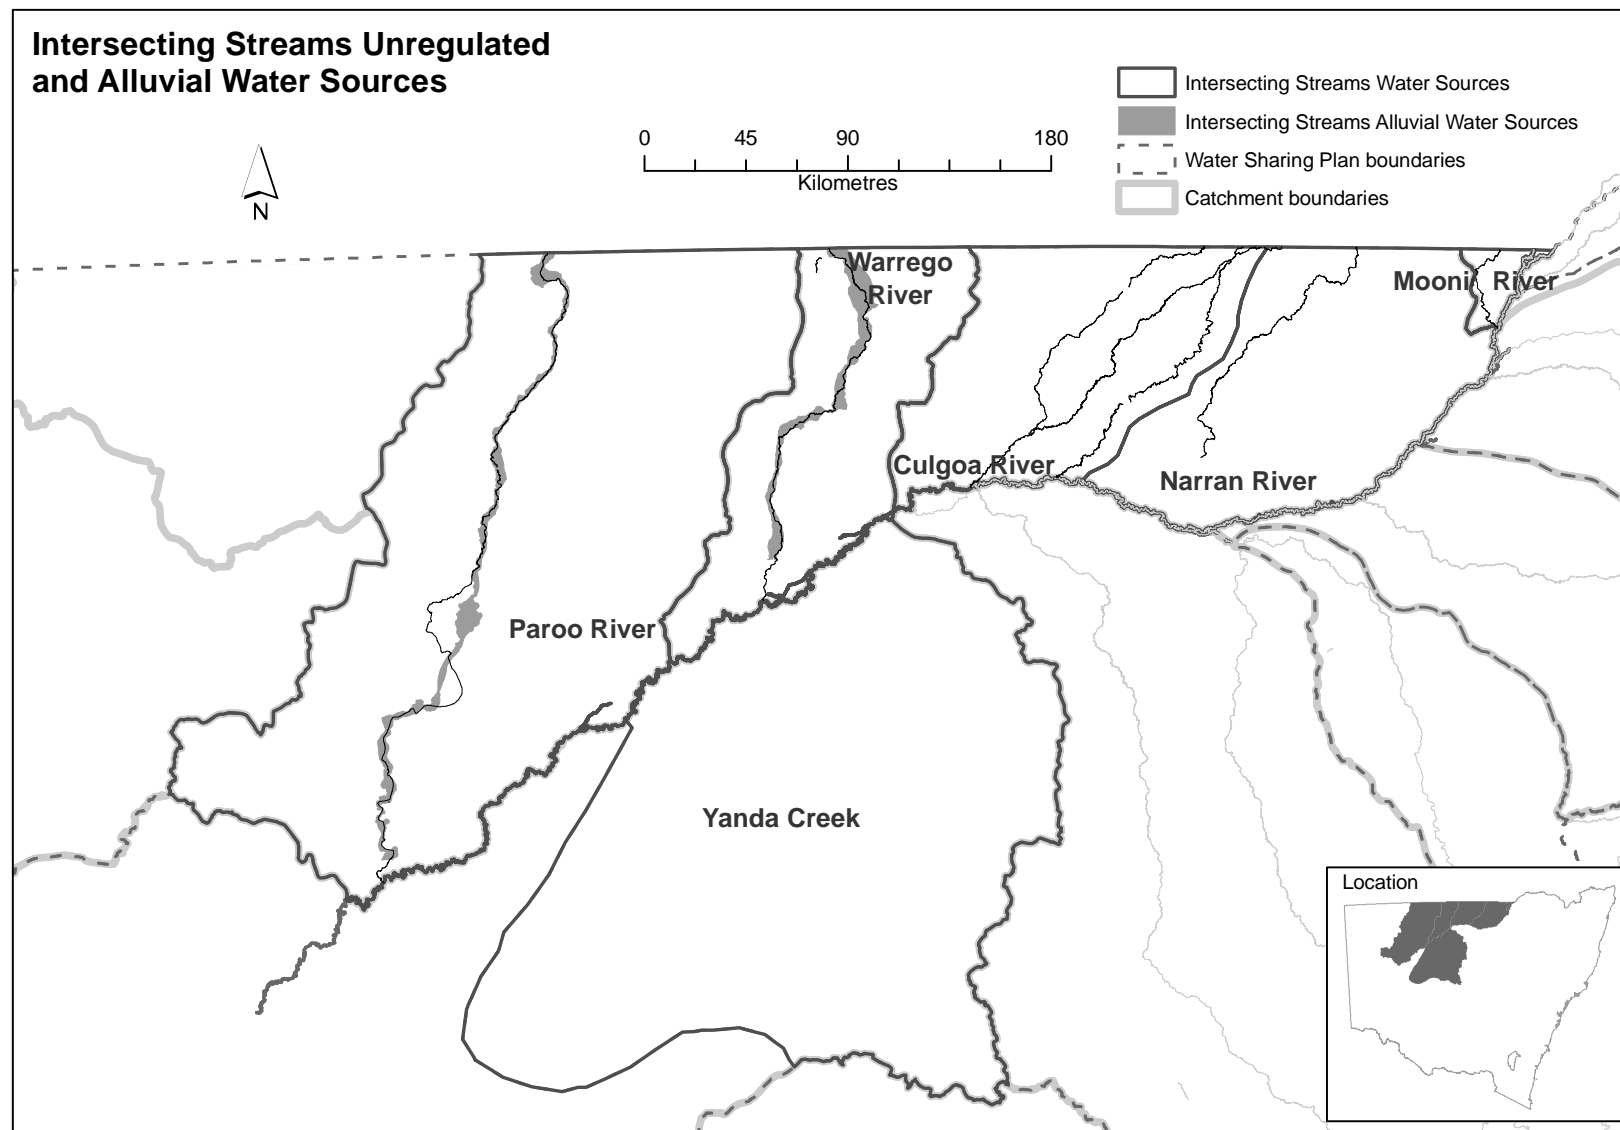 Intersecting Streams Unregulated
and Alluvial Water Sources
Intersecting Streams Water Sources
Intersecting Streams Alluvial Water Sources
Water Sharing Plan boundaries
Catchment boundaries
0 45 90 180
Kilometres
N
Warrego
River
Mooni River
Culgoa River
Narran River
Paroo River
Yanda Creek
Location